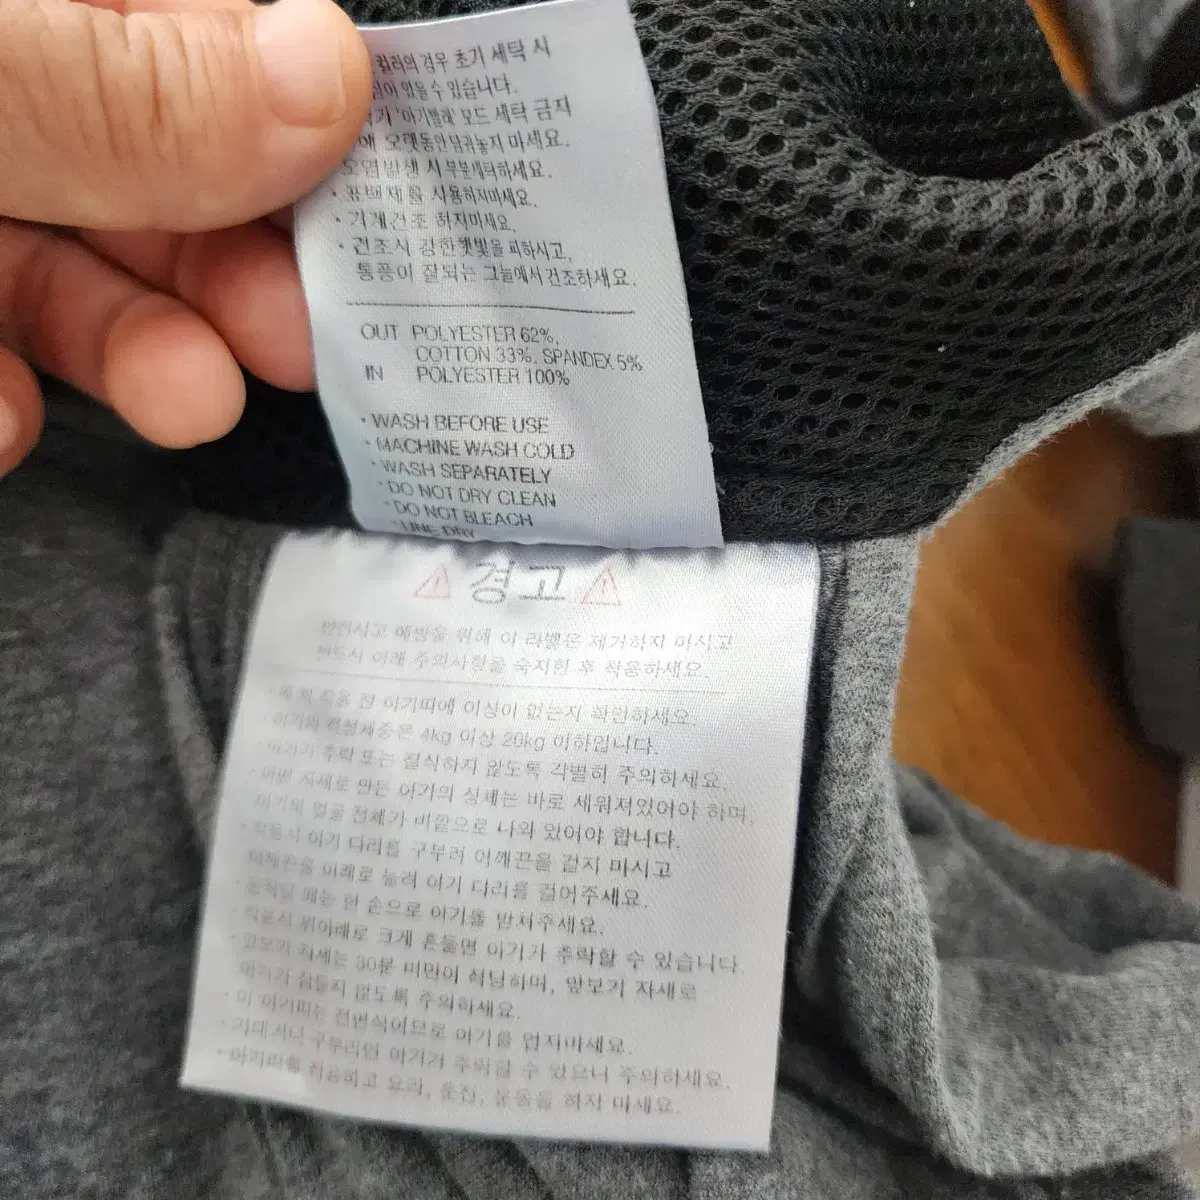 컬러의 경우 초기 세탁 시
있을 수 있습니다.
'아기빨래' 모드 세탁 금지
오랫동안 담궈놓지 마세요.
시 부분세탁하세요.
· 표백제를 사용하지마세요.
· 기계건조 하지마세요.
· 건조시 강한햇빛을 피하시고,
통풍이 잘되는 그늘에서 건조하세요.
OUT POLYESTER 62%,
COTTON 33%, SPANDEX 5%
IN POLYESTER 100%
· WASH BEFORE USE
· MACHINE WASH COLD
· WASH SEPARATELY
· DO NOT DRY CLEAN
· DO NOT BLEACH
· LINE DRY
경고
안전사고 예방을 위해 이 라벨은 제거하지 마시고
반드시 아래 주의사항을 숙지한 후 착용하세요.
· 착용 전 아기띠에 이상이 없는지 확인하세요.
· 아기의 권장체중은 4kg 이상 20kg 이하입니다.
· 아기가 추락 또는 질식하지 않도록 각별히 주의하세요.
· 어떤 자세로 안든 아기의 상체는 바로 세워져있어야 하며,
아기의 얼굴 전체가 바깥으로 나와 있어야 합니다.
· 착용시 아기 다리를 구부려 어깨끈을 걸지 마시고
어깨끈을 아래로 눌러 아기 다리를 걸어주세요.
· 움직일 때는 한 손으로 아기를 받쳐주세요.
· 착용시 위아래로 크게 흔들면 아기가 추락할 수 있습니다.
· 앞보기 자세는 30분 미만이 적당하며, 앞보기 자세로
아기가 잠들지 않도록 주의하세요.
· 이 아기띠는 전면식이므로 아기를 업지마세요.
· 기대거나 구부리면 아기가 추락할 수 있으니 주의하세요.
· 아기띠를 착용하고 요리, 운전, 운동을 하지 마세요.